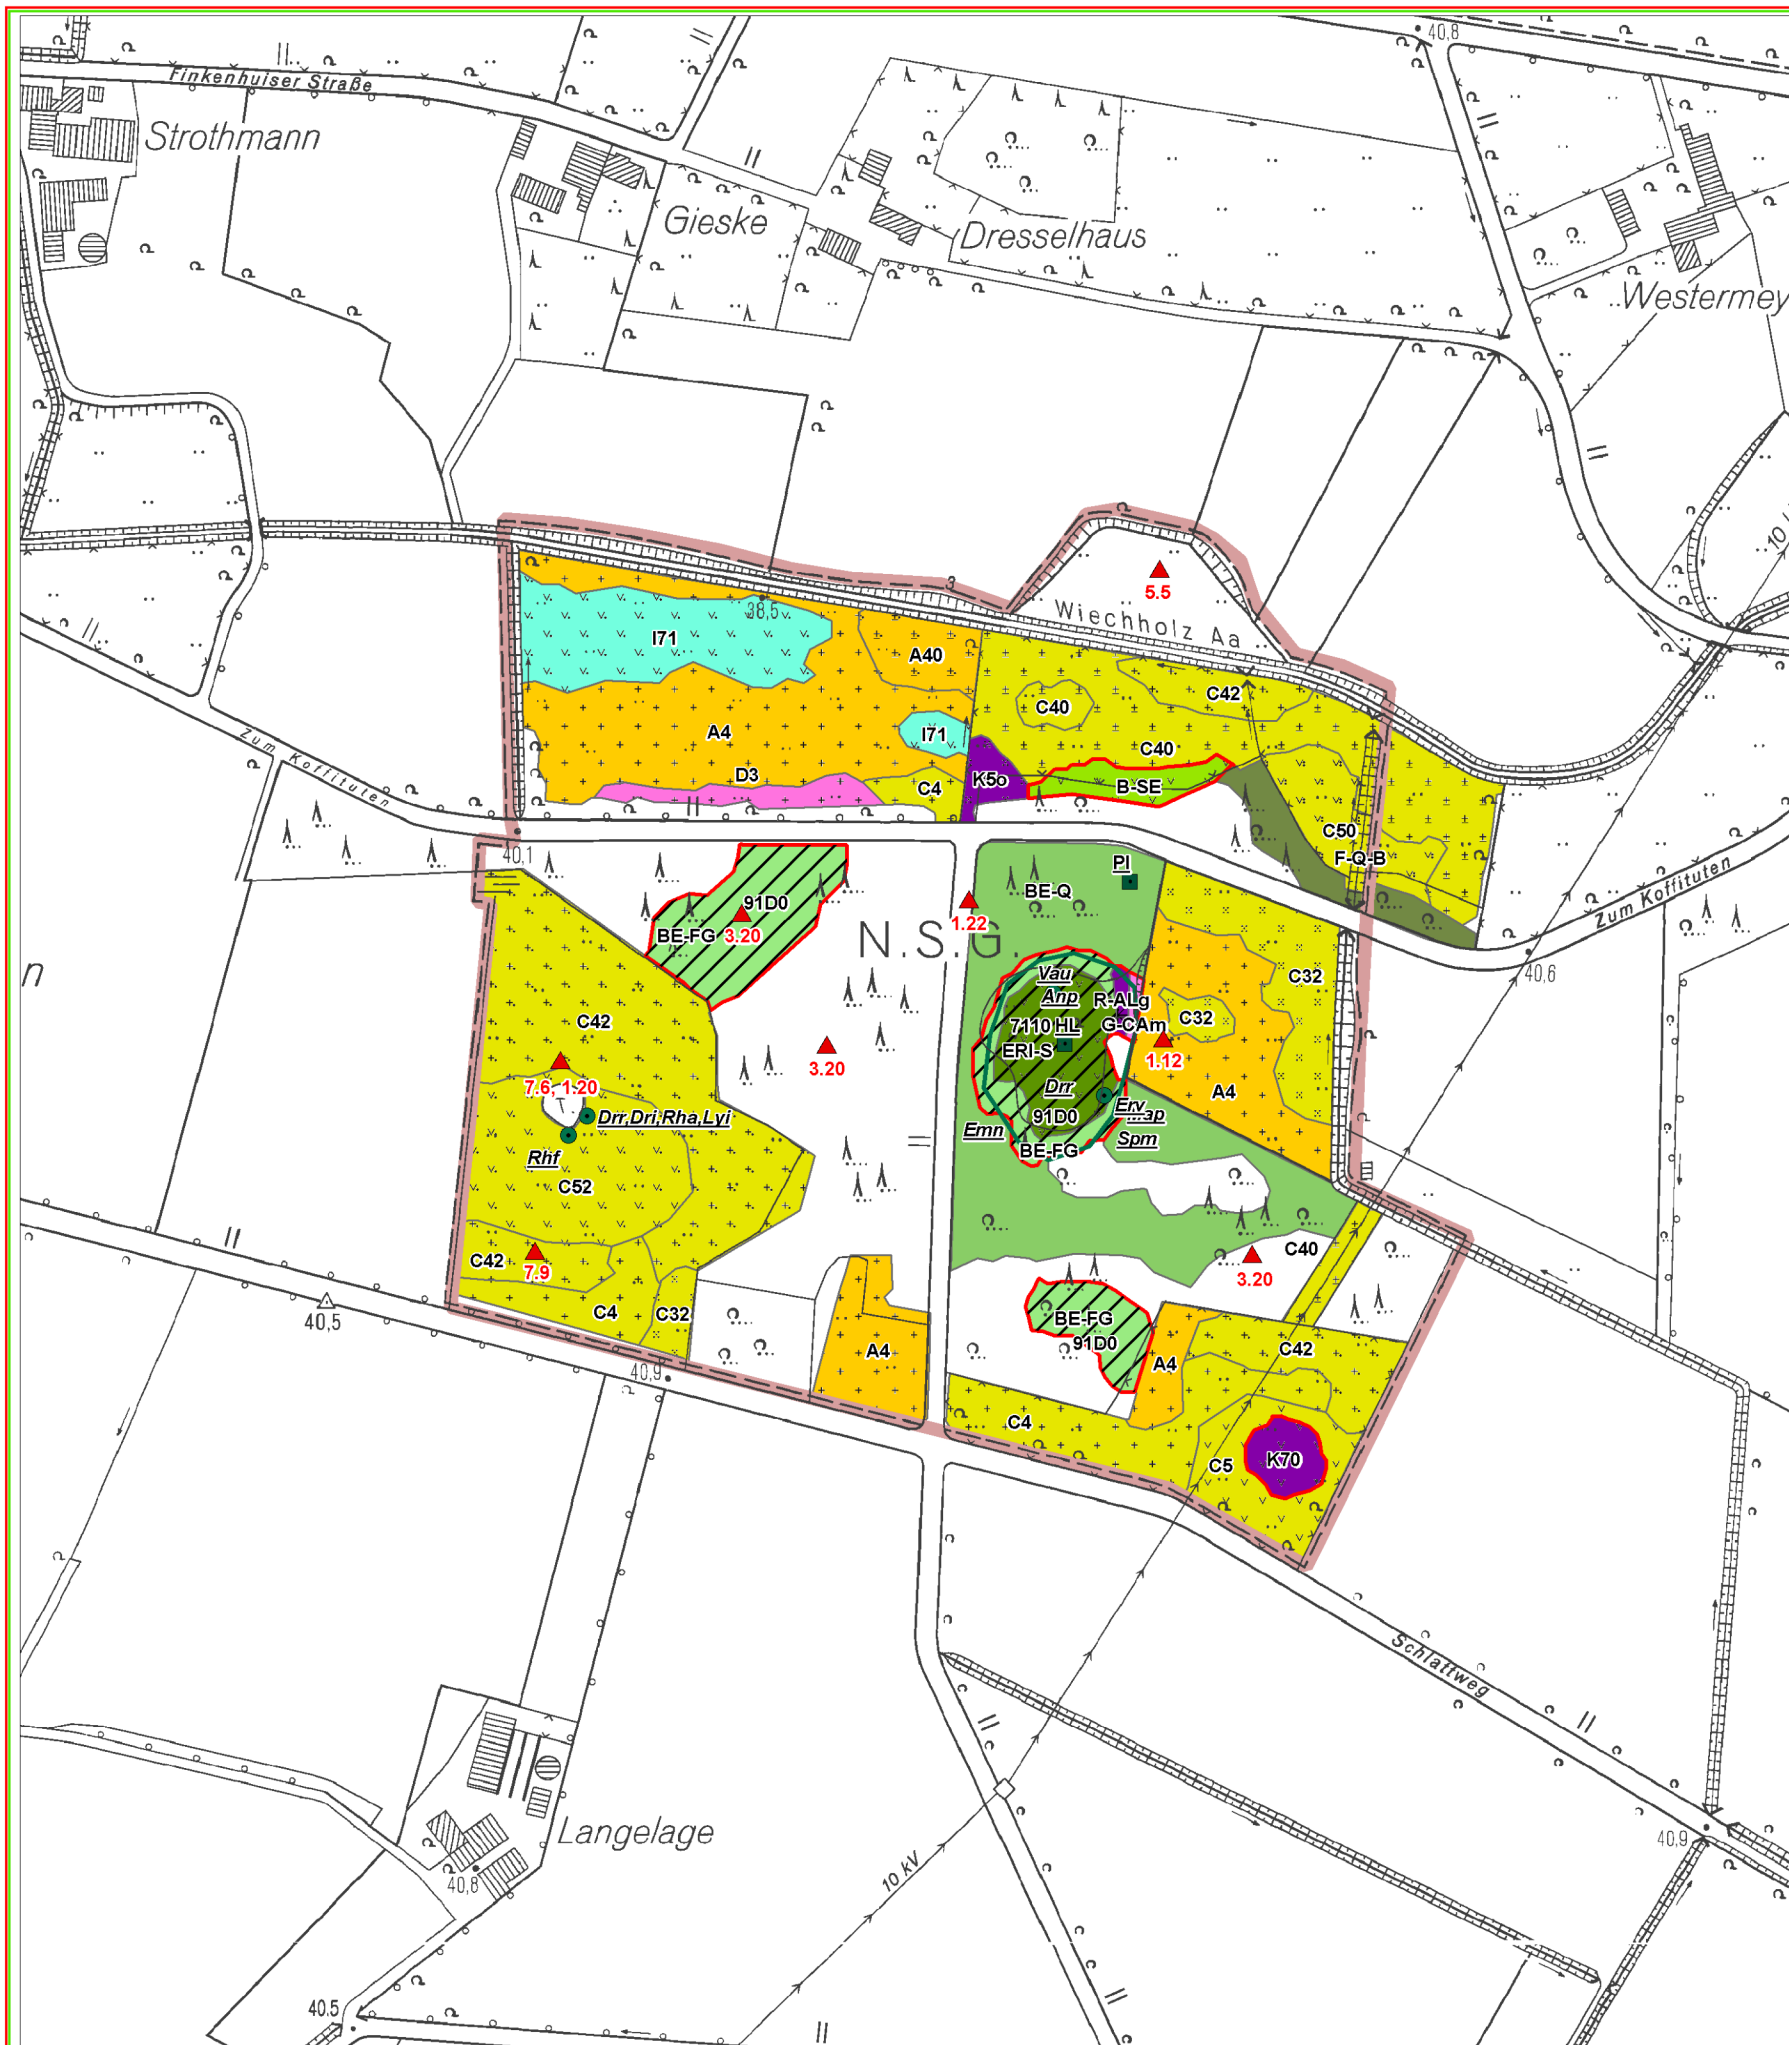 40,8
Finkenhuiser Straße
Strothmann
Gieske
Dresselhaus
Westermey
10
3
5.5
Wiechholz Aa
38,5
I71
A40
C42
C40
I71
A4
C40
Zum Koffituten
D3
K5o
C4
B-SE
C50
F-Q-B
40,1
PI
BE-Q
Zum Koffituten
91D0
1.22
BE-FG
3.20
N.S.G.
40,6
n
Vau
C32
Anp
R-ALg
C42
7110 HL
G-CAm
C32
3.20
ERI-S
1.12
7.6, 1.20
Drr
A4
Drr,Dri,Rha,Lyi
91D0
Erv
Emn
Spm
Rhf
BE-FG
C52
C42
C40
7.9
3.20
C4
C32
BE-FG
40,5
91D0
C42
A4
A4
40,9
C4
C5
K70
Schlattweg
Langelage
40,9
40,8
10 kV
40,5